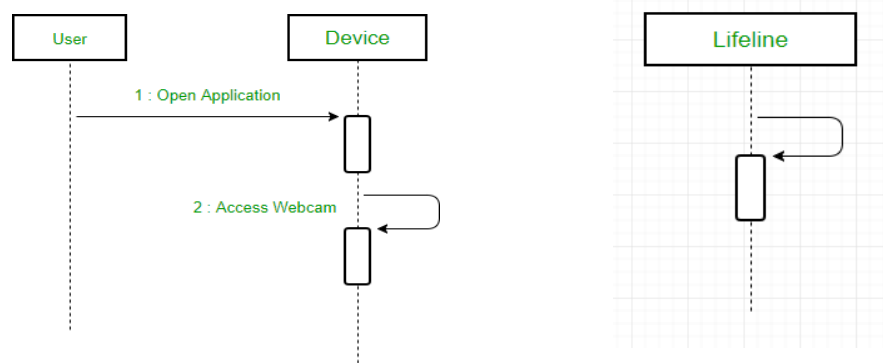 User
Device
Lifeline
1 : Open Application
2 : Access Webcam